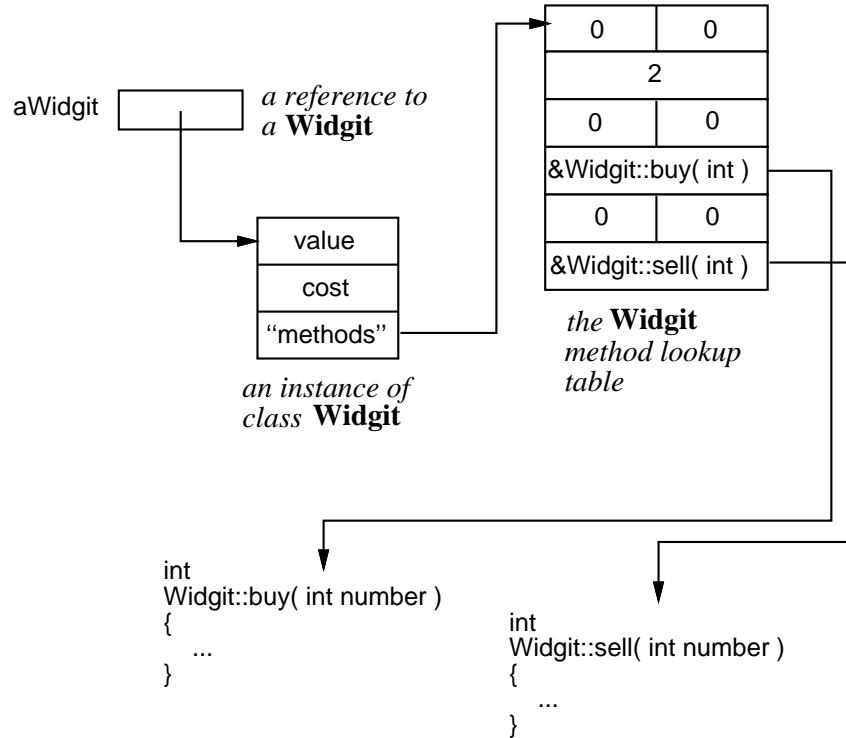 aWidgit
a reference to
a Widgit
value
cost
“methods”
an instance of
class Widgit
0 0
2
0 0
&Widgit::buy( int )
0 0
&Widgit::sell( int )
the Widgit
method lookup
table
int
Widgit::buy( int number )
{
...
}
int
Widgit::sell( int number )
{
...
}